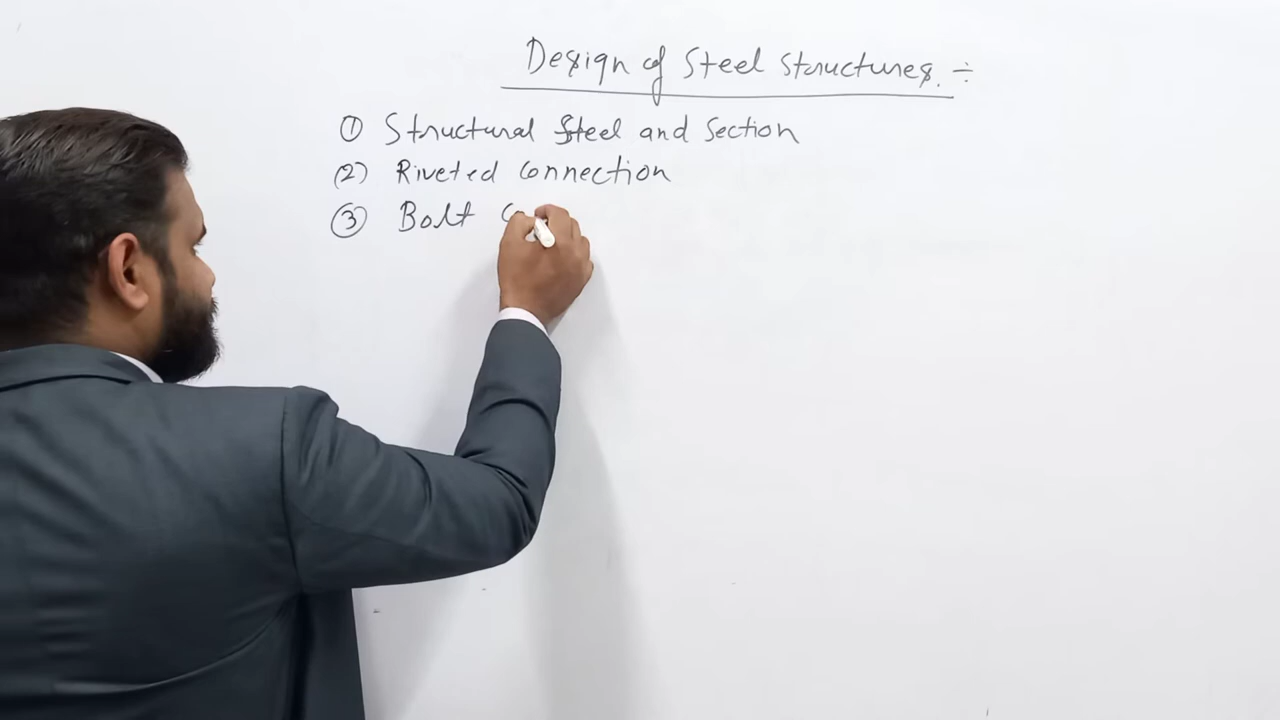 Design of Steel Structures. ÷
① Structural Steel and Section
(2) Riveted Connection
③ Bolt